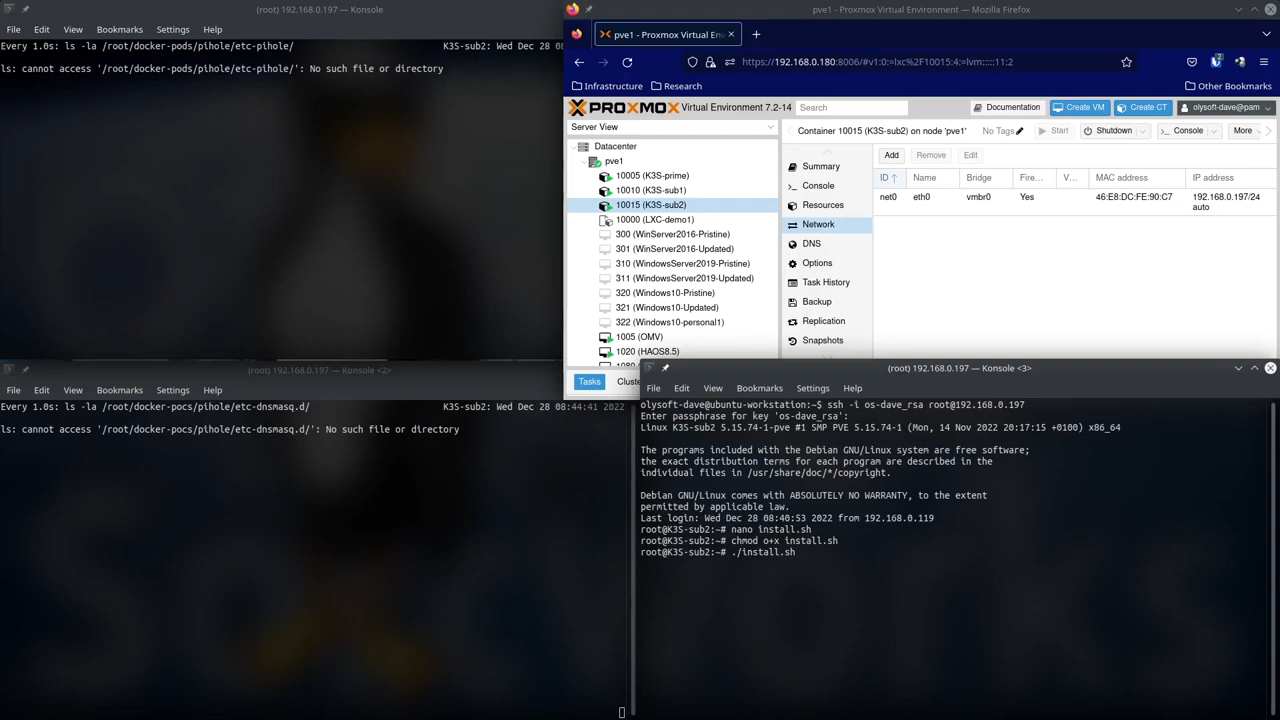 (root) 192.168.0.197 — Konsole
File Edit View Bookmarks Settings Help
Every 1.0s: ls -la /root/docker-pods/pihole/etc-pihole/ K3S-sub2: Wed Dec 28 08
ls: cannot access '/root/docker-pods/pihole/etc-pihole/': No such file or directory
pve1 - Proxmox Virtual Environment — Mozilla Firefox
pve1 - Proxmox Virtual Env
https://192.168.0.180:8006/#v1:0:=lxc%2F10015:4:=lvm:::::11:2
Infrastructure Research Other Bookmarks
PROXMOX Virtual Environment 7.2-14 Search Documentation Create VM Create CT olysoft-dave@pam
Server View
Datacenter
pve1
10005 (K3S-prime)
10010 (K3S-sub1)
10015 (K3S-sub2)
10000 (LXC-demo1)
300 (WinServer2016-Pristine)
301 (WinServer2016-Updated)
310 (WindowsServer2019-Pristine)
311 (WindowsServer2019-Updated)
320 (Windows10-Pristine)
321 (Windows10-Updated)
322 (Windows10-personal1)
1005 (OMV)
1020 (HAOS8.5)
Tasks Cluste
Container 10015 (K3S-sub2) on node 'pve1' No Tags Start Shutdown Console More
Summary
Console
Resources
Network
DNS
Options
Task History
Backup
Replication
Snapshots
Add Remove Edit
ID Name Bridge Fire... V... MAC address IP address
net0 eth0 vmbr0 Yes 46:E8:DC:FE:90:C7 192.168.0.197/24
auto
(root) 192.168.0.197 — Konsole <2>
File Edit View Bookmarks Settings Help
Every 1.0s: ls -la /root/docker-pocs/pihole/etc-dnsmasq.d/ K3S-sub2: Wed Dec 28 08:44:41 2022
ls: cannot access '/root/docker-pocs/pihole/etc-dnsmasq.d/': No such file or directory
(root) 192.168.0.197 — Konsole <3>
File Edit View Bookmarks Settings Help
olysoft-dave@ubuntu-workstation:~$ ssh -i os-dave_rsa root@192.168.0.197
Enter passphrase for key 'os-dave_rsa':
Linux K3S-sub2 5.15.74-1-pve #1 SMP PVE 5.15.74-1 (Mon, 14 Nov 2022 20:17:15 +0100) x86_64
The programs included with the Debian GNU/Linux system are free software;
the exact distribution terms for each program are described in the
individual files in /usr/share/doc/*/copyright.
Debian GNU/Linux comes with ABSOLUTELY NO WARRANTY, to the extent
permitted by applicable law.
Last login: Wed Dec 28 08:40:53 2022 from 192.168.0.119
root@K3S-sub2:~# nano install.sh
root@K3S-sub2:~# chmod o+x install.sh
root@K3S-sub2:~# ./install.sh